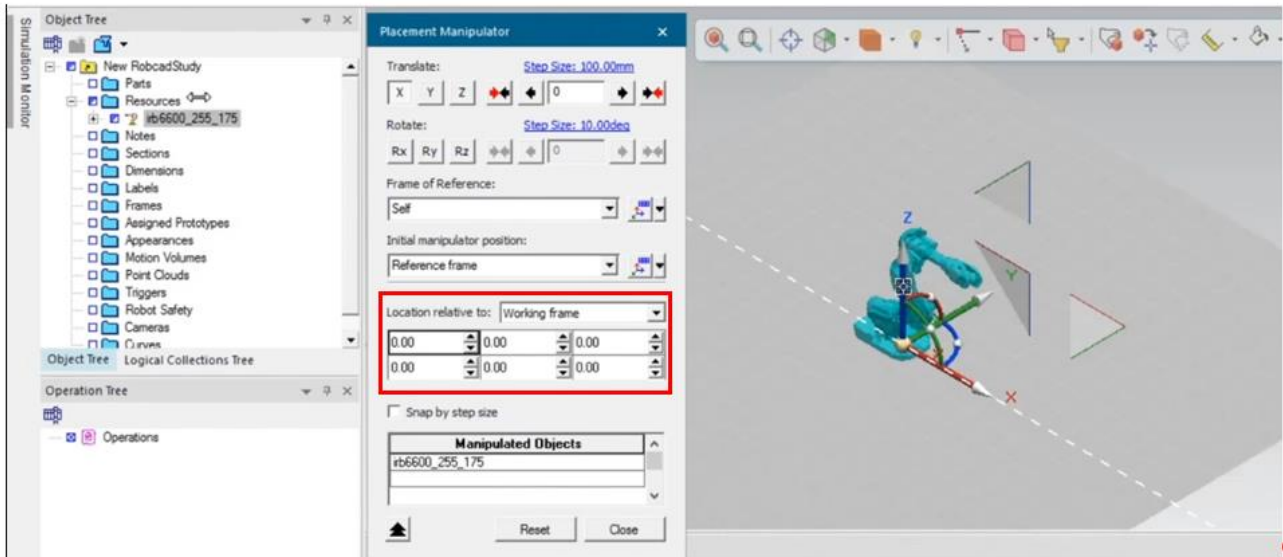 Simulation Monitor
Object Tree
New RobcadStudy
Parts
Resources
irb6600_255_175
Notes
Sections
Dimensions
Labels
Frames
Assigned Prototypes
Appearances
Motion Volumes
Point Clouds
Triggers
Robot Safety
Cameras
Curves
Object Tree Logical Collections Tree
Operation Tree
Operations
Placement Manipulator
Translate: Step Size: 100.00mm
X Y Z 0
Rotate: Step Size: 10.00deg
Rx Ry Rz 0
Frame of Reference:
Self
Initial manipulator position:
Reference frame
Location relative to: Working frame
0.00 0.00 0.00
0.00 0.00 0.00
Snap by step size
Manipulated Objects
irb6600_255_175
Reset Close
Z
Y
X